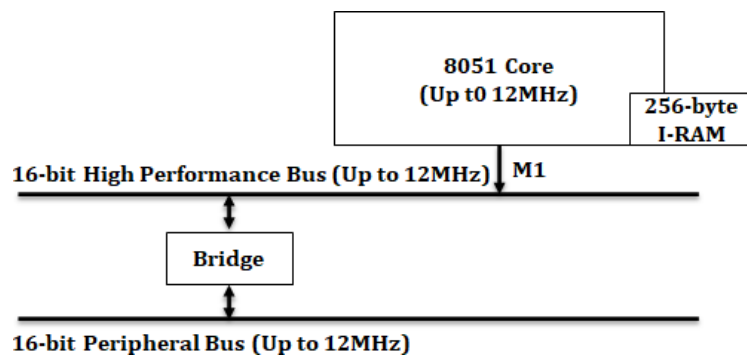 8051 Core
(Up t0 12MHz)
256-byte
I-RAM
M1
16-bit High Performance Bus (Up to 12MHz)
Bridge
16-bit Peripheral Bus (Up to 12MHz)